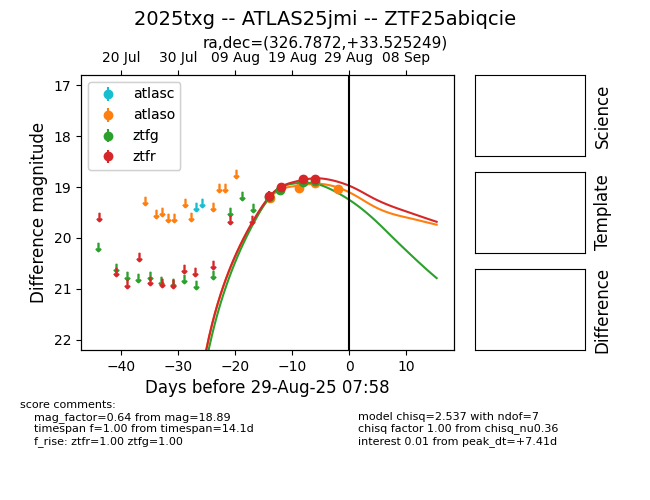 2025txg -- ATLAS25jmi -- ZTF25abiqcie
ra,dec=(326.7872,+33.525249)
20 Jul 30 Jul 09 Aug 19 Aug 29 Aug 08 Sep
atlasc
atlaso
ztfg
ztfr
17
18
19
20
21
22
Difference magnitude
−40 −30 −20 −10 0 10
Days before 29-Aug-25 07:58
Science
Template
Difference
score comments:
mag_factor=0.64 from mag=18.89
timespan f=1.00 from timespan=14.1d
f_rise: ztfr=1.00 ztfg=1.00
model chisq=2.537 with ndof=7
chisq factor 1.00 from chisq_nu0.36
interest 0.01 from peak_dt=+7.41d